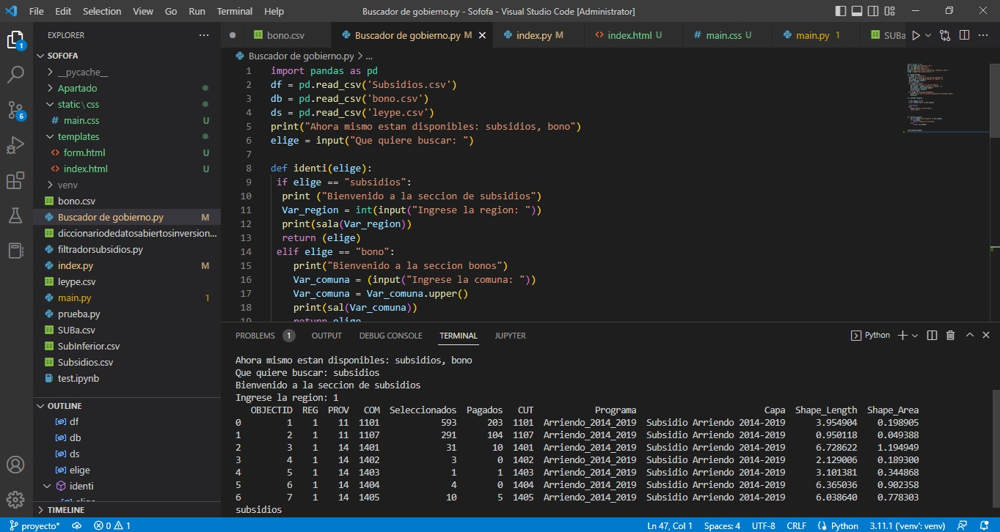 File Edit Selection View Go Run Terminal Help Buscador de gobierno.py - Sofofa - Visual Studio Code [Administrator]
EXPLORER
SOFOFA
__pycache__
Apartado
static\css
# main.css U
templates
<> form.html U
<> index.html U
venv
bono.csv
Buscador de gobierno.py M
diccionariodedatosabiertosinversion...
filtradorsubsidios.py
index.py M
leype.csv
main.py 1
prueba.py
SUBa.csv
SubInferior.csv
Subsidios.csv
test.ipynb
OUTLINE
df
db
ds
elige
identi
TIMELINE
1
6
bono.csv Buscador de gobierno.py M index.py M <> index.html U # main.css U main.py 1 SUBa
Buscador de gobierno.py > ...
1 import pandas as pd
2 df = pd.read_csv('Subsidios.csv')
3 db = pd.read_csv('bono.csv')
4 ds = pd.read_csv('leype.csv')
5 print("Ahora mismo estan disponibles: subsidios, bono")
6 elige = input("Que quiere buscar: ")
7
8 def identi(elige):
9 if elige == "subsidios":
10 print ("Bienvenido a la seccion de subsidios")
11 Var_region = int(input("Ingrese la region: "))
12 print(sala(Var_region))
13 return (elige)
14 elif elige == "bono":
15 print("Bienvenido a la seccion bonos")
16 Var_comuna = (input("Ingrese la comuna: "))
17 Var_comuna = Var_comuna.upper()
18 print(sal(Var_comuna))
19 return elige
PROBLEMS 1 OUTPUT DEBUG CONSOLE TERMINAL JUPYTER Python
Ahora mismo estan disponibles: subsidios, bono
Que quiere buscar: subsidios
Bienvenido a la seccion de subsidios
Ingrese la region: 1
OBJECTID REG PROV COM Seleccionados Pagados CUT Programa Capa Shape_Length Shape_Area
0 1 1 11 1101 593 203 1101 Arriendo_2014_2019 Subsidio Arriendo 2014-2019 3.954904 0.198905
1 2 1 11 1107 291 104 1107 Arriendo_2014_2019 Subsidio Arriendo 2014-2019 0.950118 0.049388
2 3 1 14 1401 31 10 1401 Arriendo_2014_2019 Subsidio Arriendo 2014-2019 6.728622 1.194949
3 4 1 14 1402 3 0 1402 Arriendo_2014_2019 Subsidio Arriendo 2014-2019 2.129006 0.189300
4 5 1 14 1403 1 1 1403 Arriendo_2014_2019 Subsidio Arriendo 2014-2019 3.101381 0.344868
5 6 1 14 1404 4 0 1404 Arriendo_2014_2019 Subsidio Arriendo 2014-2019 6.365036 0.902358
6 7 1 14 1405 10 5 1405 Arriendo_2014_2019 Subsidio Arriendo 2014-2019 6.038640 0.778303
subsidios
proyecto* 0 1 Ln 47, Col 1 Spaces: 4 UTF-8 CRLF Python 3.11.1 ('venv': venv)